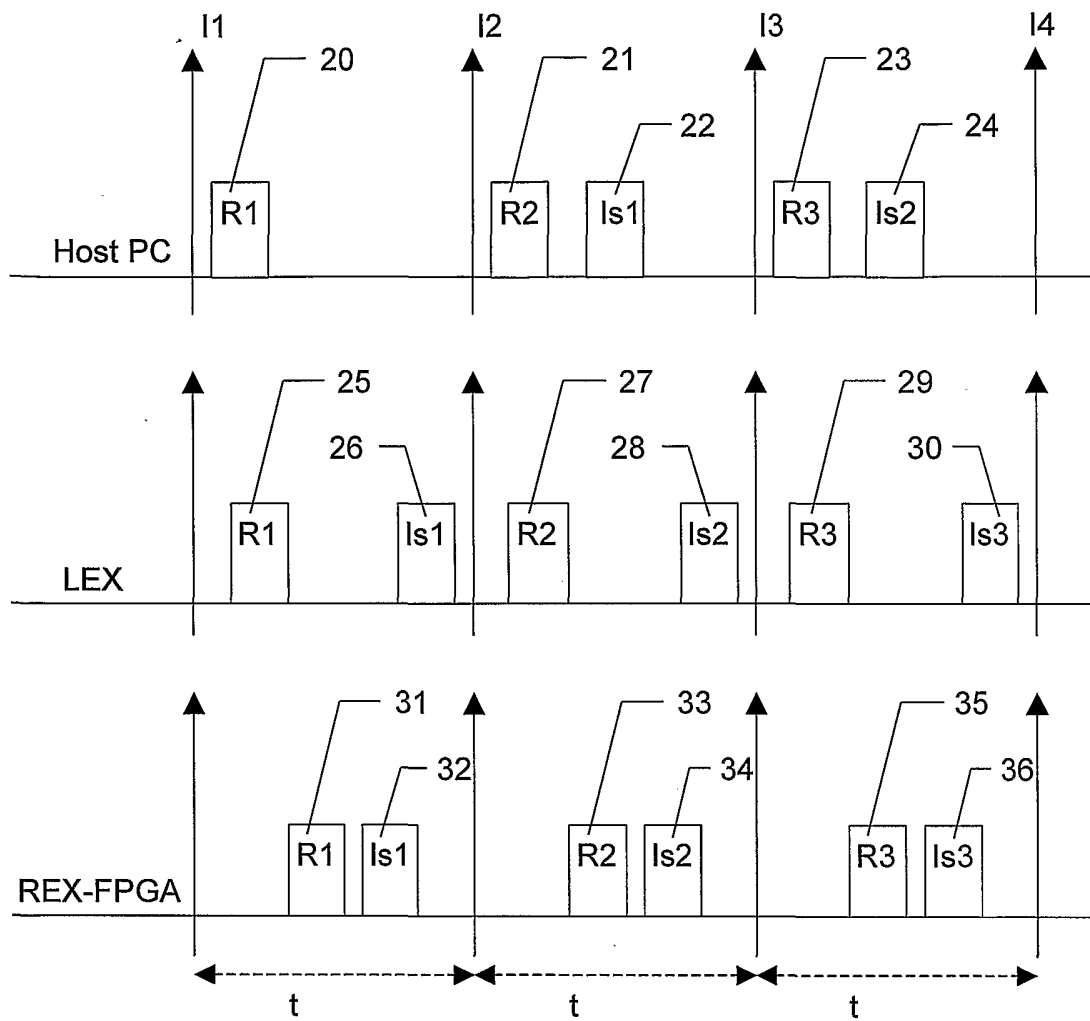 I1 I2 I3 I4
20 21 23
22 24
R1 R2 Is1 R3 Is2
Host PC
25 27 29
26 28 30
R1 Is1 R2 Is2 R3 Is3
LEX
31 33 35
32 34 36
R1 Is1 R2 Is2 R3 Is3
REX-FPGA
t t t